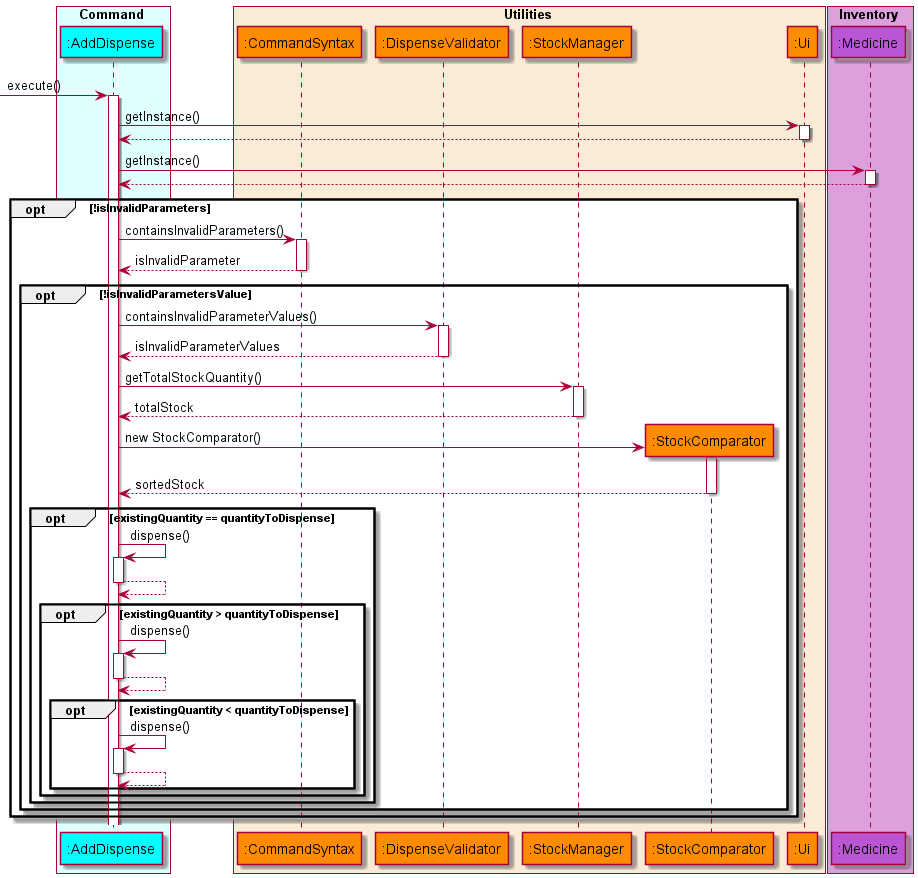 Command Utilities Inventory
:AddDispense :CommandSyntax :DispenseValidator :StockManager :Ui :Medicine
execute()
getInstance()
getInstance()
opt [!isInvalidParameters]
containsInvalidParameters()
isInvalidParameter
opt [!isInvalidParametersValue]
containsInvalidParameterValues()
isInvalidParameterValues
getTotalStockQuantity()
totalStock
new StockComparator() :StockComparator
sortedStock
opt [existingQuantity == quantityToDispense]
dispense()
opt [existingQuantity > quantityToDispense]
dispense()
opt [existingQuantity < quantityToDispense]
dispense()
:AddDispense :CommandSyntax :DispenseValidator :StockManager :StockComparator :Ui :Medicine